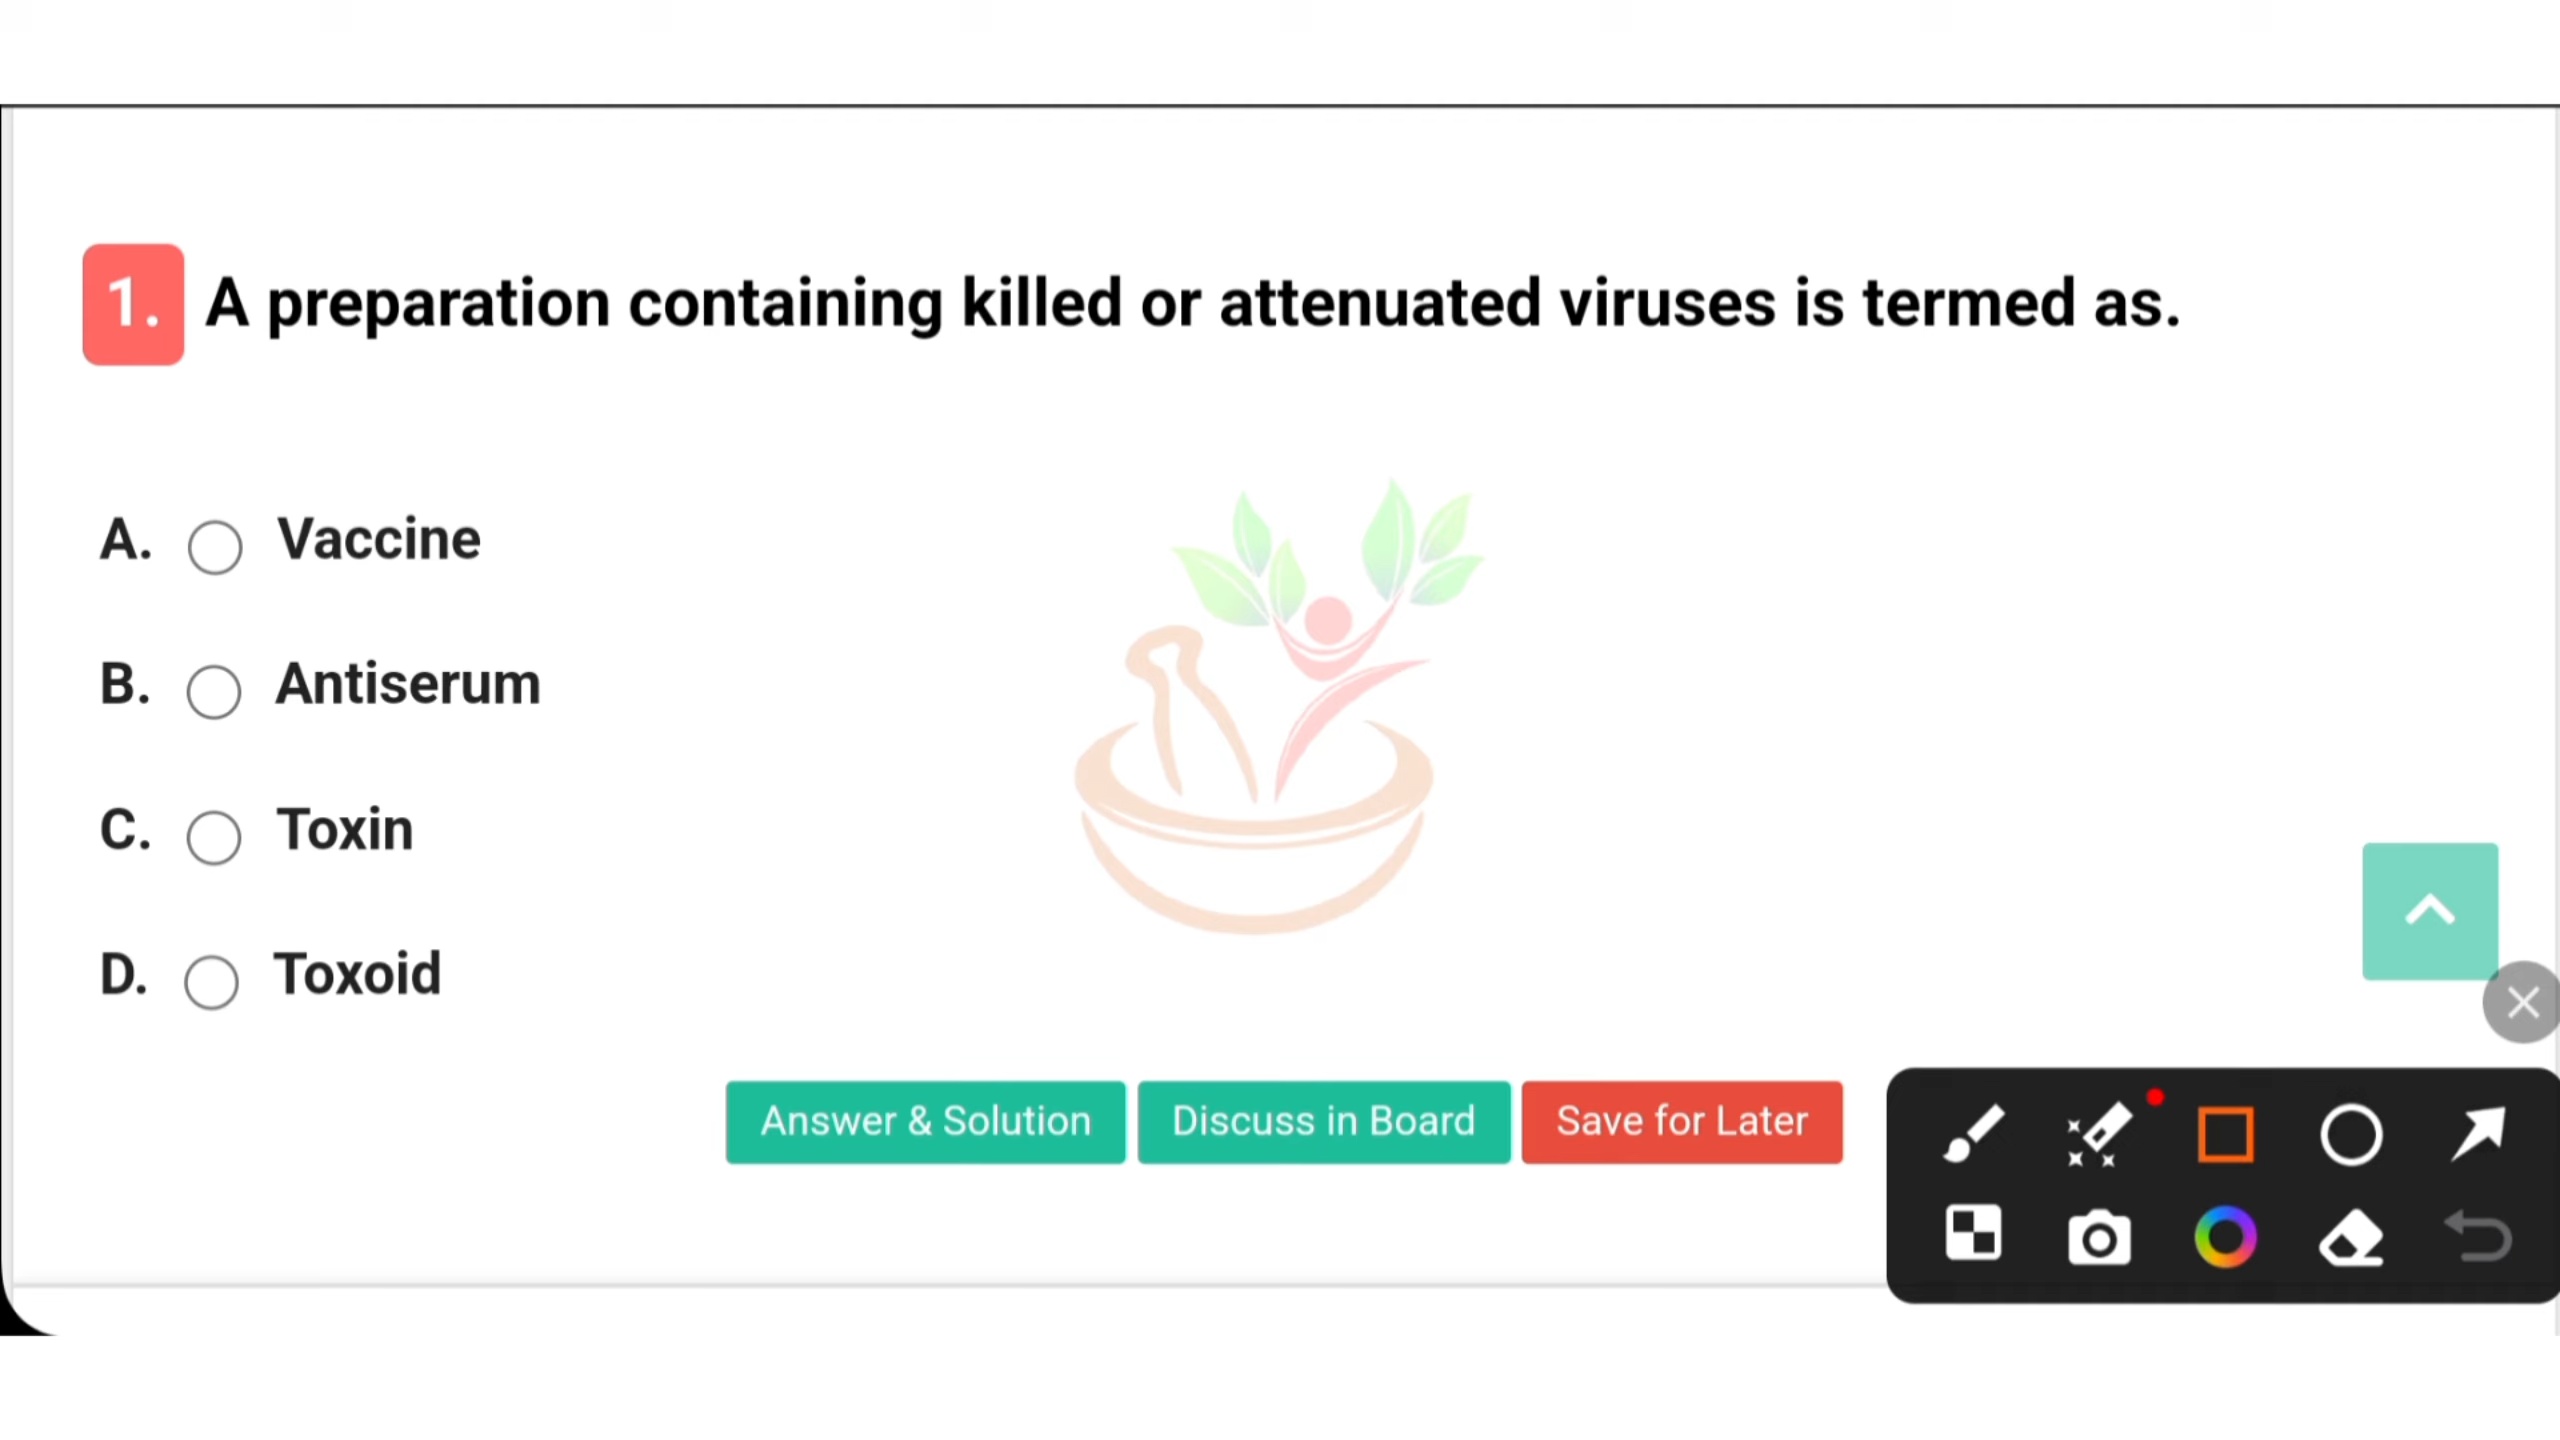 1. A preparation containing killed or attenuated viruses is termed as.
A. Vaccine
B. Antiserum
C. Toxin
D. Toxoid
Answer & Solution Discuss in Board Save for Later